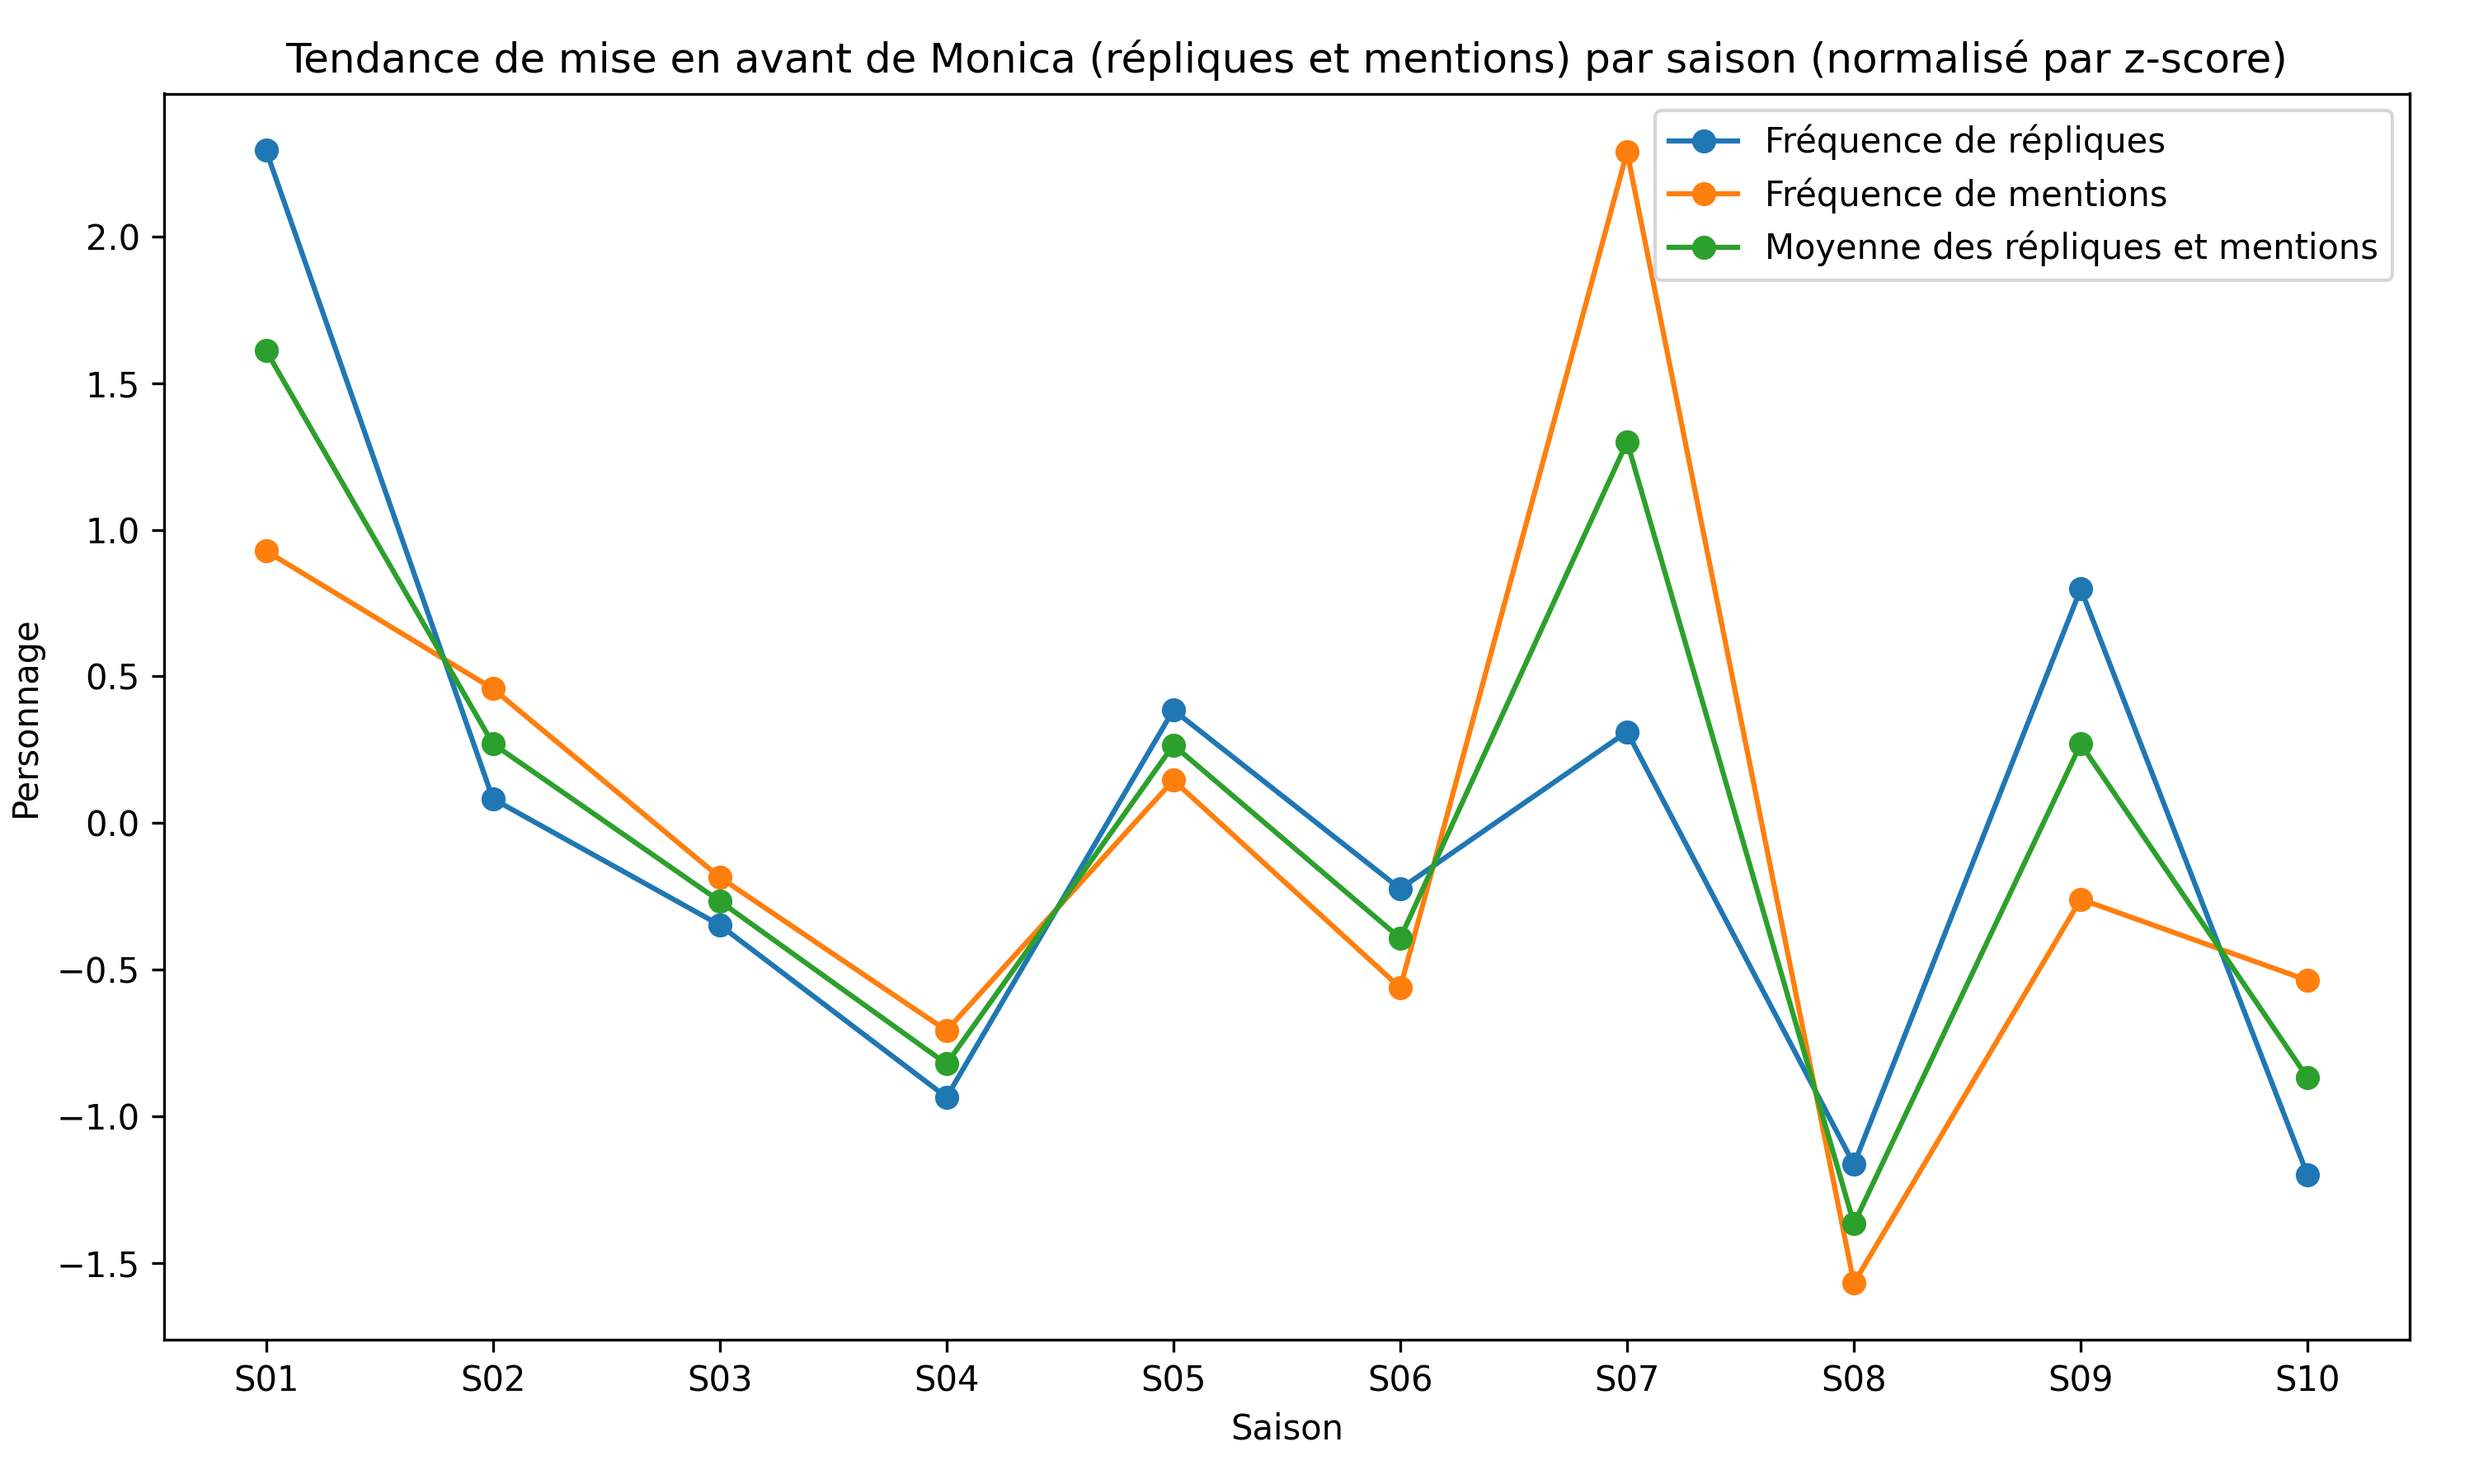 Tendance de mise en avant de Monica (répliques et mentions) par saison (normalisé par z-score)
Fréquence de répliques
Fréquence de mentions
Moyenne des répliques et mentions
Personnage
2.0
1.5
1.0
0.5
0.0
−0.5
−1.0
−1.5
S01 S02 S03 S04 S05 S06 S07 S08 S09 S10
Saison